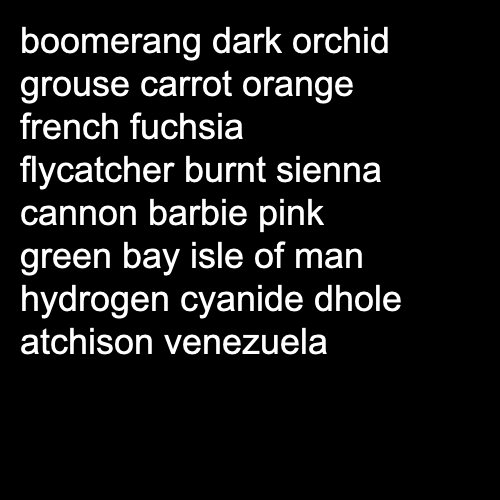 boomerang dark orchid
grouse carrot orange
french fuchsia
flycatcher burnt sienna
cannon barbie pink
green bay isle of man
hydrogen cyanide dhole
atchison venezuela